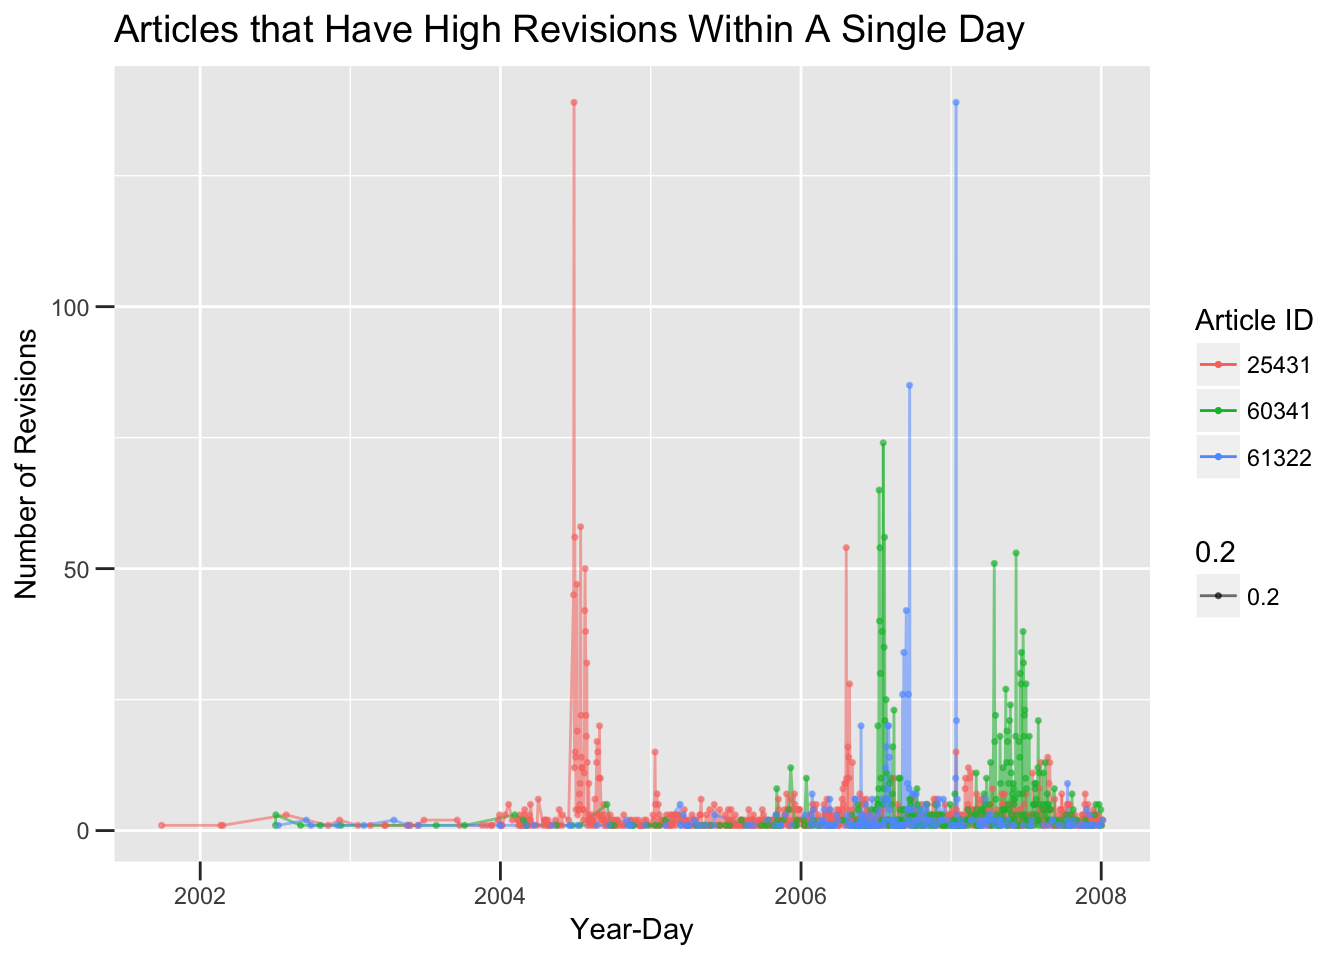 Articles that Have High Revisions Within A Single Day
Number of Revisions
100
50
0
2002 2004 2006 2008
Year-Day
Article ID
25431
60341
61322
0.2
0.2